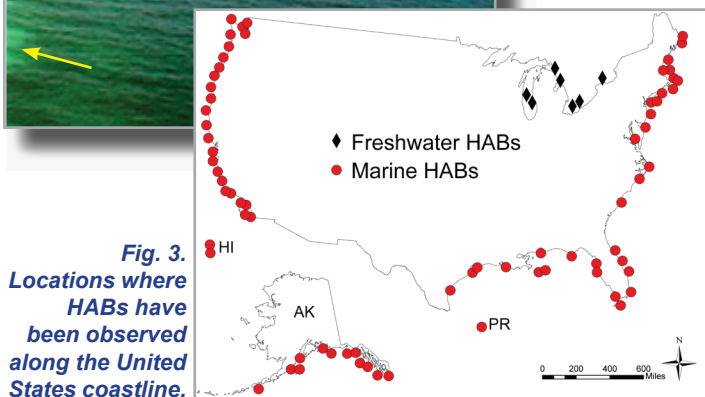 Freshwater HABs
Marine HABs
HI
AK
PR
N
0 200 400 600
Miles
Fig. 3.
Locations where
HABs have
been observed
along the United
States coastline.